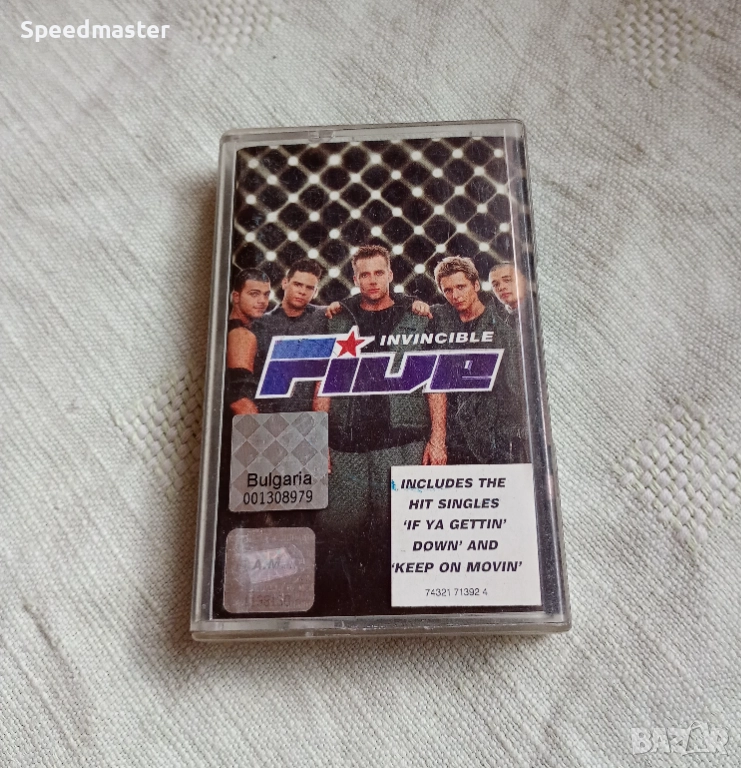 Speedmaster
INVINCIBLE
Five
Bulgaria
001308979
INCLUDES THE
HIT SINGLES
'IF YA GETTIN'
DOWN' AND
'KEEP ON MOVIN'
74321 71392 4
BAZAR